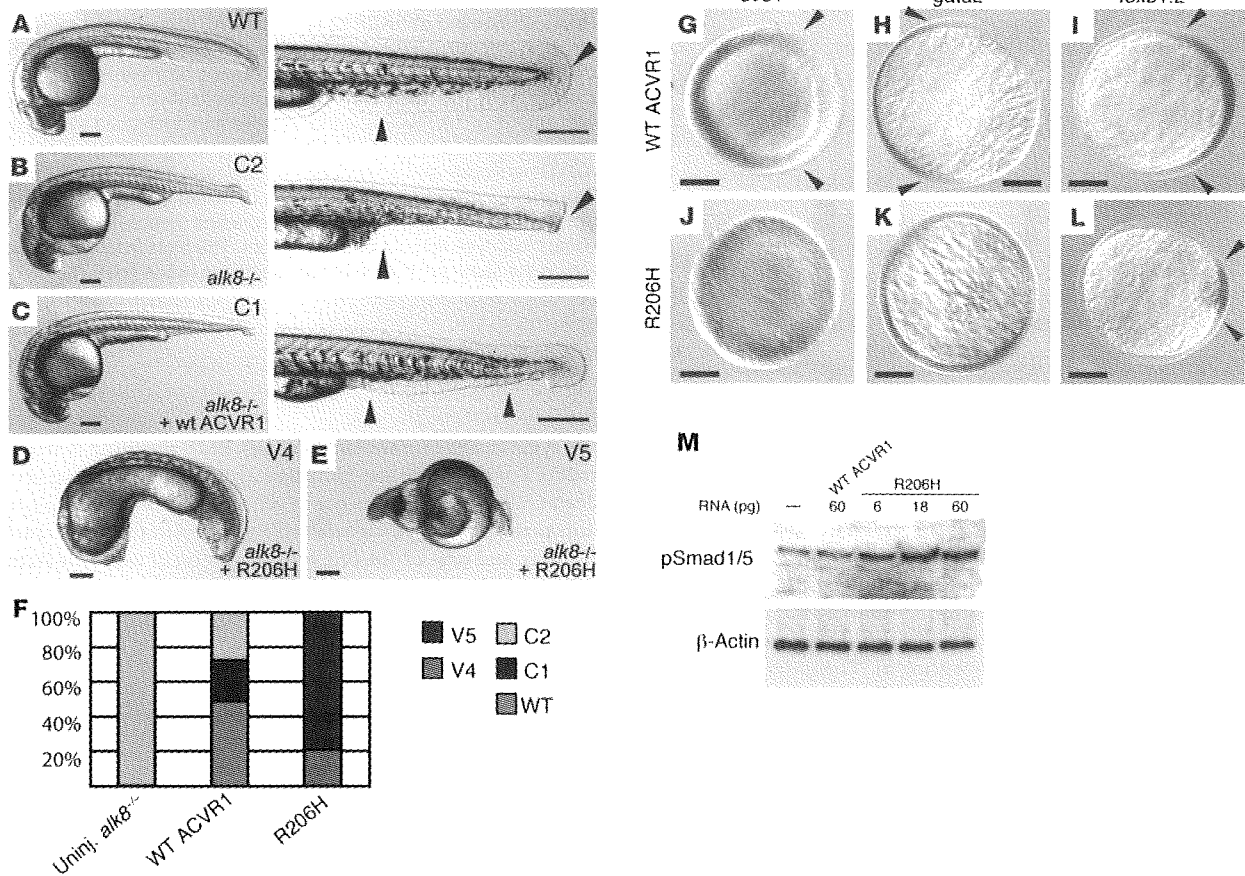 A
WT
B
C2
alk8-/-
C
C1
alk8-/-
+ wt ACVR1
D
V4
alk8-/-
+ R206H
E
V5
alk8-/-
+ R206H
F
100%
80%
60%
40%
20%
Uninj. alk8-/-
WT ACVR1
R206H
V5
C2
V4
C1
WT
WT ACVR1
G
H
I
R206H
J
K
L
M
WT ACVR1
R206H
RNA (pg)
—
60
6
18
60
pSmad1/5
β-Actin